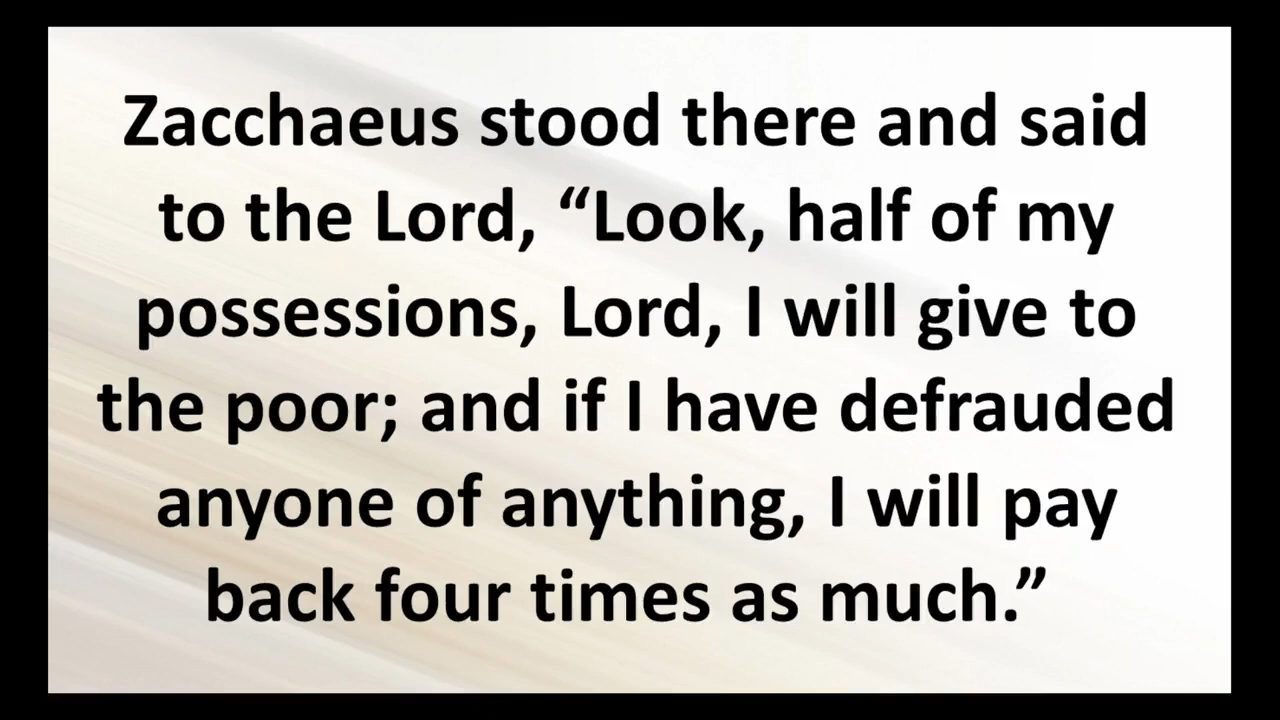 Zacchaeus stood there and said
to the Lord, “Look, half of my
possessions, Lord, I will give to
the poor; and if I have defrauded
anyone of anything, I will pay
back four times as much.”